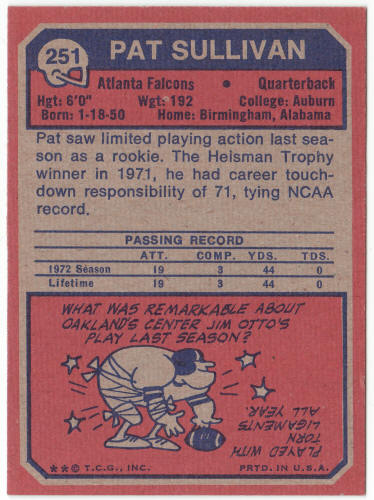 251 PAT SULLIVAN
Atlanta Falcons • Quarterback
Hgt: 6'0" Wgt: 192 College: Auburn
Born: 1-18-50 Home: Birmingham, Alabama
Pat saw limited playing action last sea-
son as a rookie. The Heisman Trophy
winner in 1971, he had career touch-
down responsibility of 71, tying NCAA
record.
PASSING RECORD
ATT. COMP. YDS. TDS.
1972 Season 19 3 44 0
Lifetime 19 3 44 0
WHAT WAS REMARKABLE ABOUT
OAKLAND'S CENTER JIM OTTO'S
PLAY LAST SEASON?
PLAYED WITH
TORN
LIGAMENTS
ALL YEAR.
**© T.C.G., INC. PRTD. IN U.S.A.